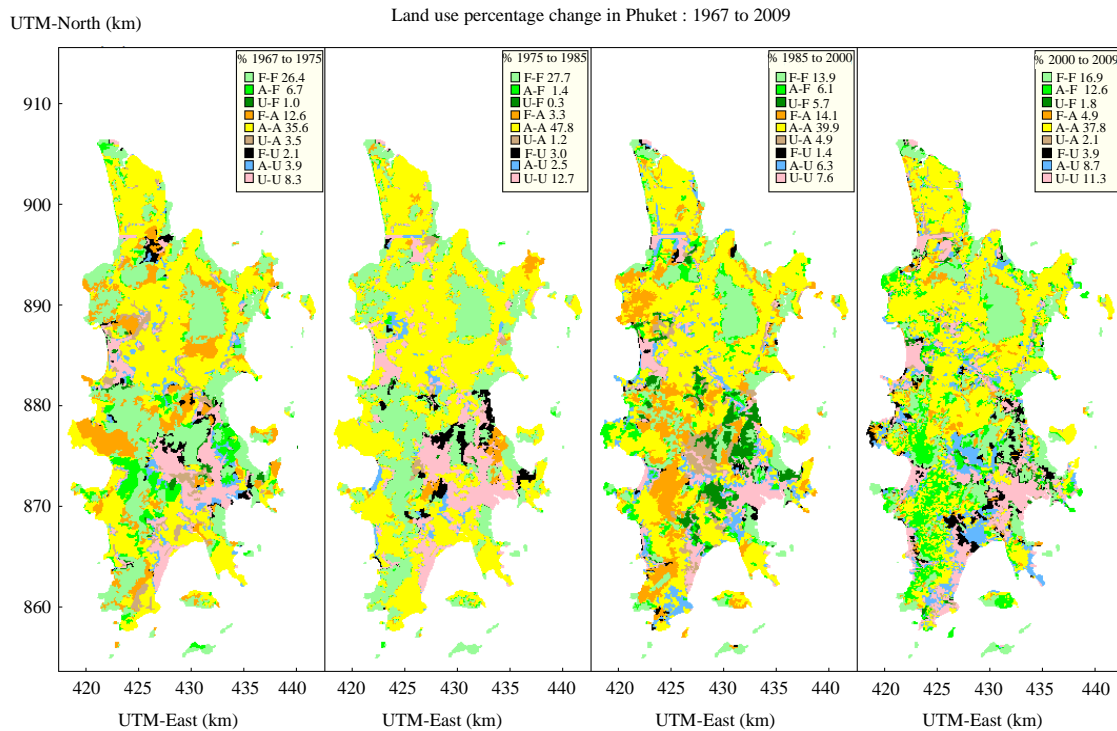 Land use percentage change in Phuket : 1967 to 2009
UTM-North (km)
% 1967 to 1975
F-F 26.4
A-F 6.7
U-F 1.0
F-A 12.6
A-A 35.6
U-A 3.5
F-U 2.1
A-U 3.9
U-U 8.3
% 1975 to 1985
F-F 27.7
A-F 1.4
U-F 0.3
F-A 3.3
A-A 47.8
U-A 1.2
F-U 3.0
A-U 2.5
U-U 12.7
% 1985 to 2000
F-F 13.9
A-F 6.1
U-F 5.7
F-A 14.1
A-A 39.9
U-A 4.9
F-U 1.4
A-U 6.3
U-U 7.6
% 2000 to 2009
F-F 16.9
A-F 12.6
U-F 1.8
F-A 4.9
A-A 37.8
U-A 2.1
F-U 3.9
A-U 8.7
U-U 11.3
910
900
890
880
870
860
420 425 430 435 440
420 425 430 435 440
420 425 430 435 440
420 425 430 435 440
UTM-East (km)
UTM-East (km)
UTM-East (km)
UTM-East (km)